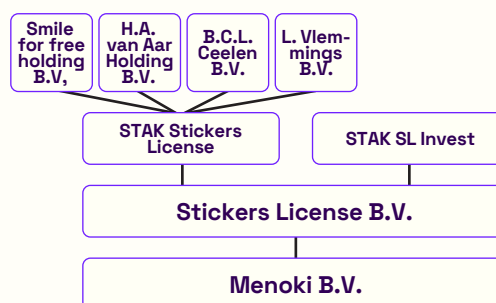 Smile
for free
holding
B.V,
H.A.
van Aar
Holding
B.V.
B.C.L.
Ceelen
B.V.
L. Vlem-
mings
B.V.
STAK Stickers
License
STAK SL Invest
Stickers License B.V.
Menoki B.V.